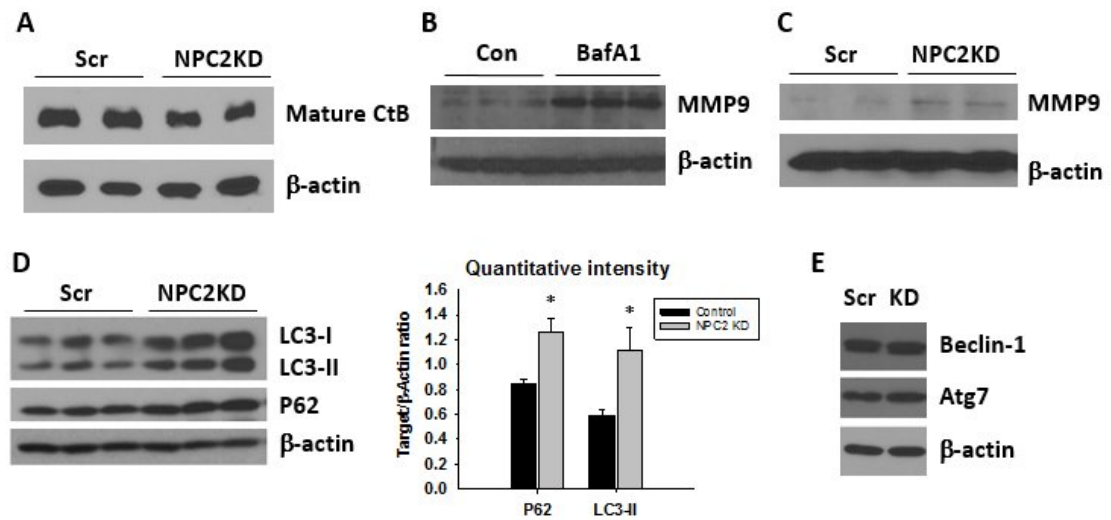 A
Scr NPC2KD
Mature CtB
β-actin
B
Con BafA1
MMP9
β-actin
C
Scr NPC2KD
MMP9
β-actin
D
Scr NPC2KD
LC3-I
LC3-II
P62
β-actin
Quantitative intensity
Target/β-Actin ratio
1.6
1.4
1.2
1.0
0.8
0.6
0.4
0.2
0.0
* *
Control
NPC2 KD
P62 LC3-II
E
Scr KD
Beclin-1
Atg7
β-actin